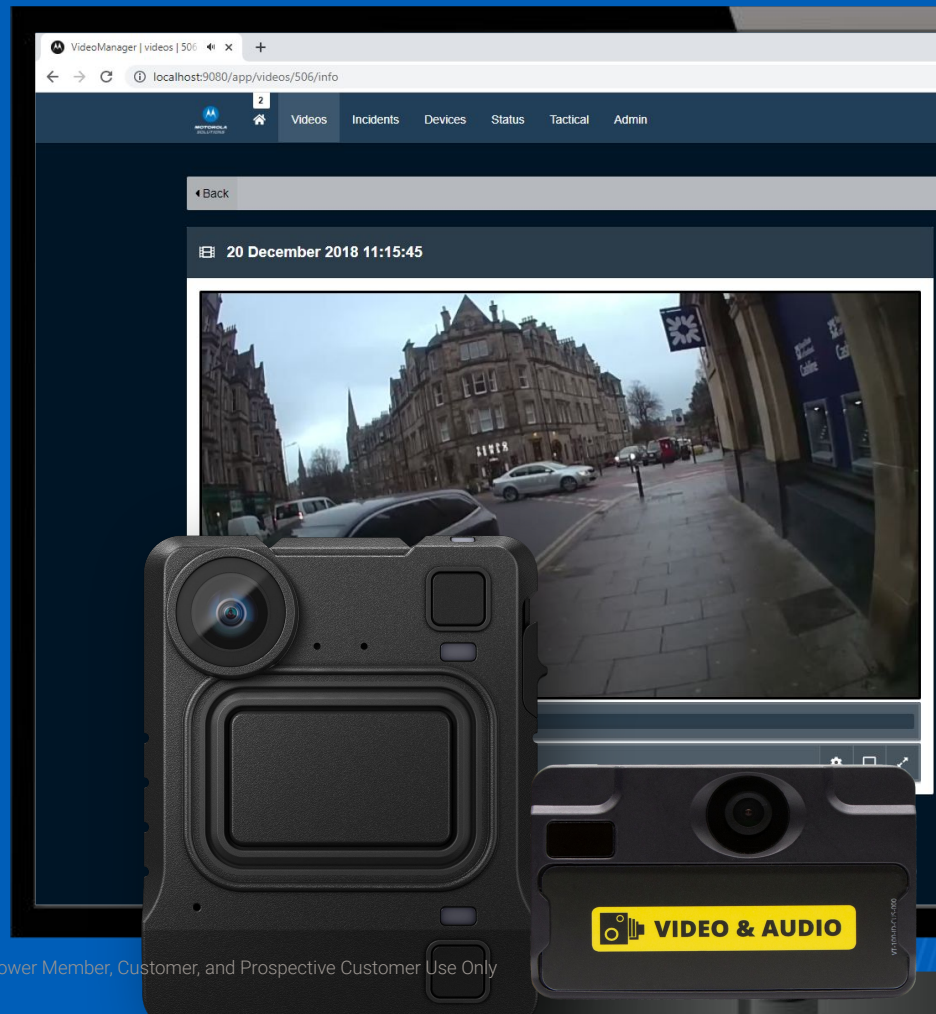 VideoManager | videos | 506
localhost:9080/app/videos/506/info
MOTOROLA
SOLUTIONS
2
Videos Incidents Devices Status Tactical Admin
Back
20 December 2018 11:15:45
Cashline
VIDEO & AUDIO
ower Member, Customer, and Prospective Customer Use Only